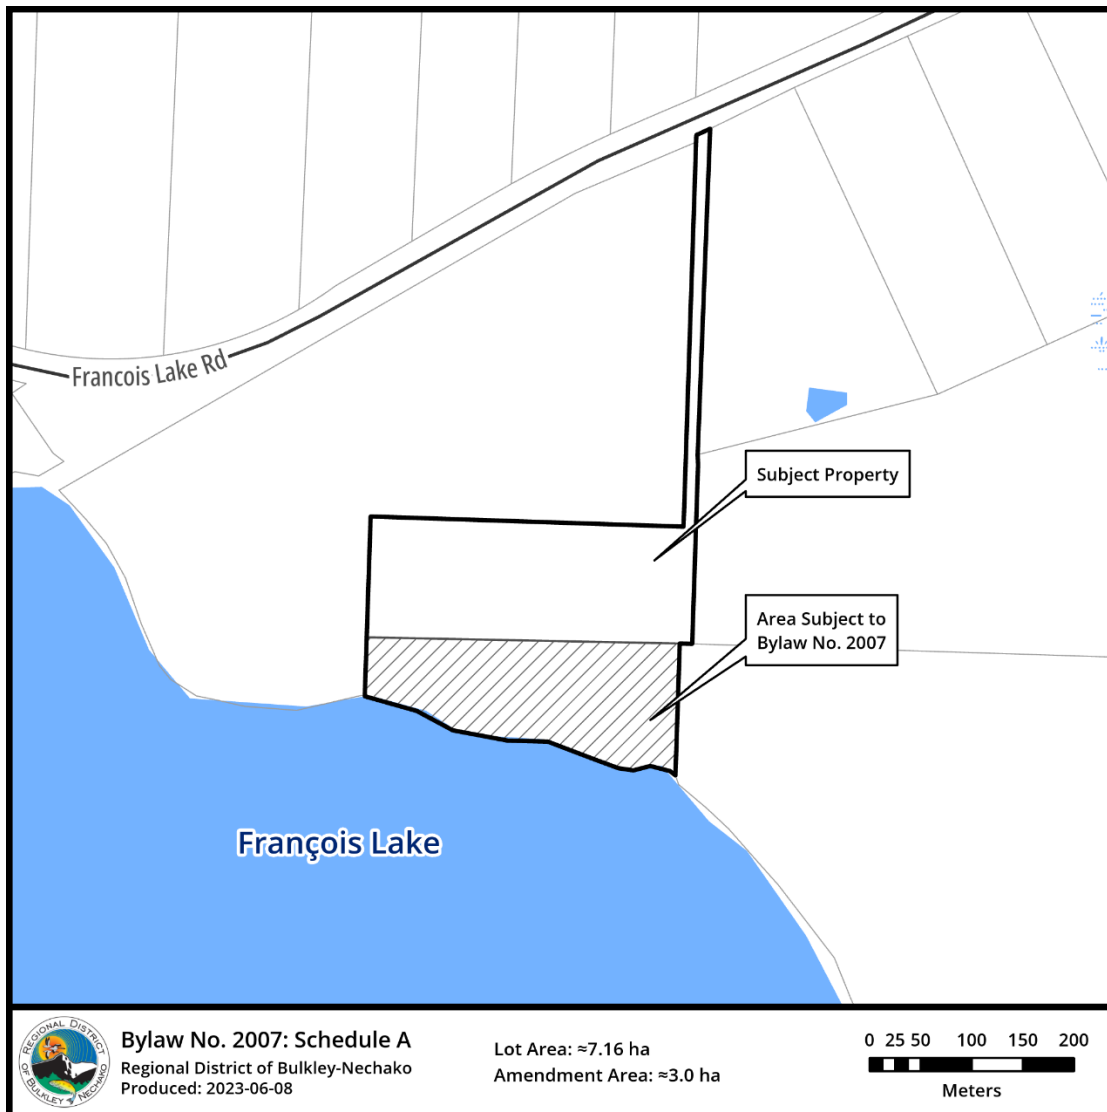 Francois Lake Rd
Subject Property
Area Subject to
Bylaw No. 2007
François Lake
REGIONAL DISTRICT
OF BULKLEY NECHAKO
Bylaw No. 2007: Schedule A
Regional District of Bulkley-Nechako
Produced: 2023-06-08
Lot Area: ≈7.16 ha
Amendment Area: ≈3.0 ha
0 25 50 100 150 200
Meters